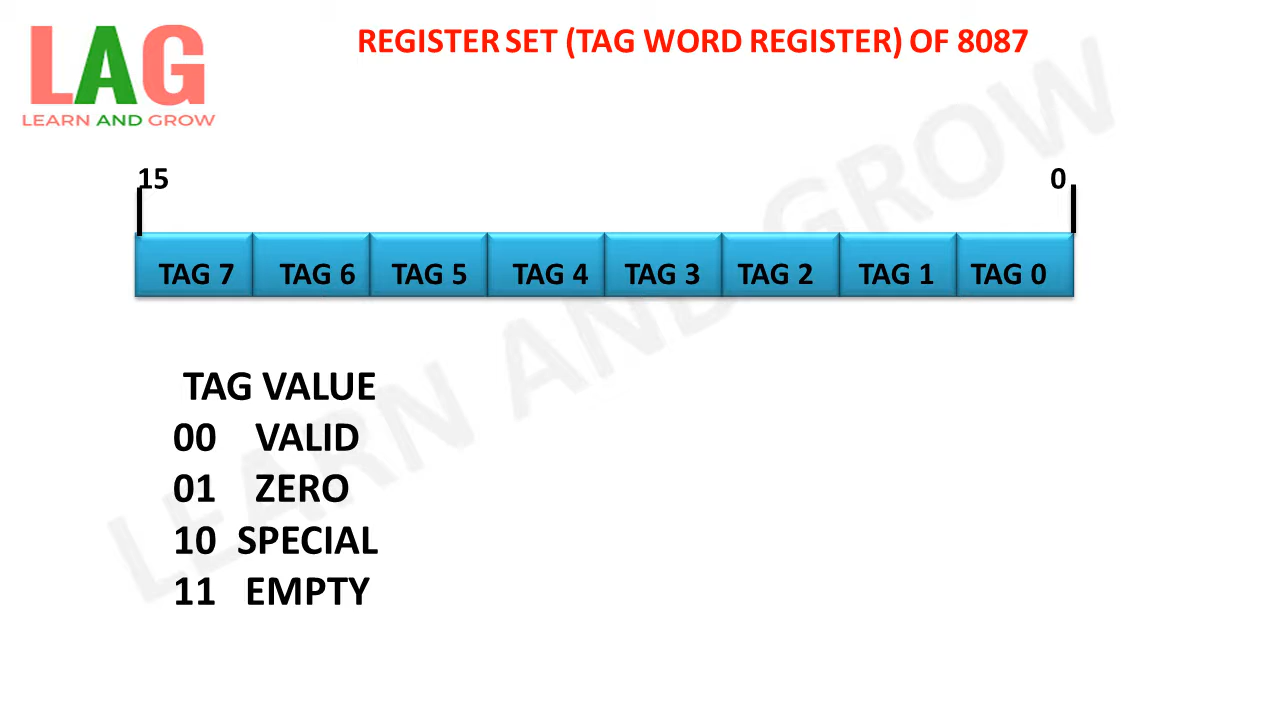 LAG
LEARN AND GROW
REGISTER SET (TAG WORD REGISTER) OF 8087
15 0
TAG 7 TAG 6 TAG 5 TAG 4 TAG 3 TAG 2 TAG 1 TAG 0
TAG VALUE
00 VALID
01 ZERO
10 SPECIAL
11 EMPTY
LEARN AND GROW